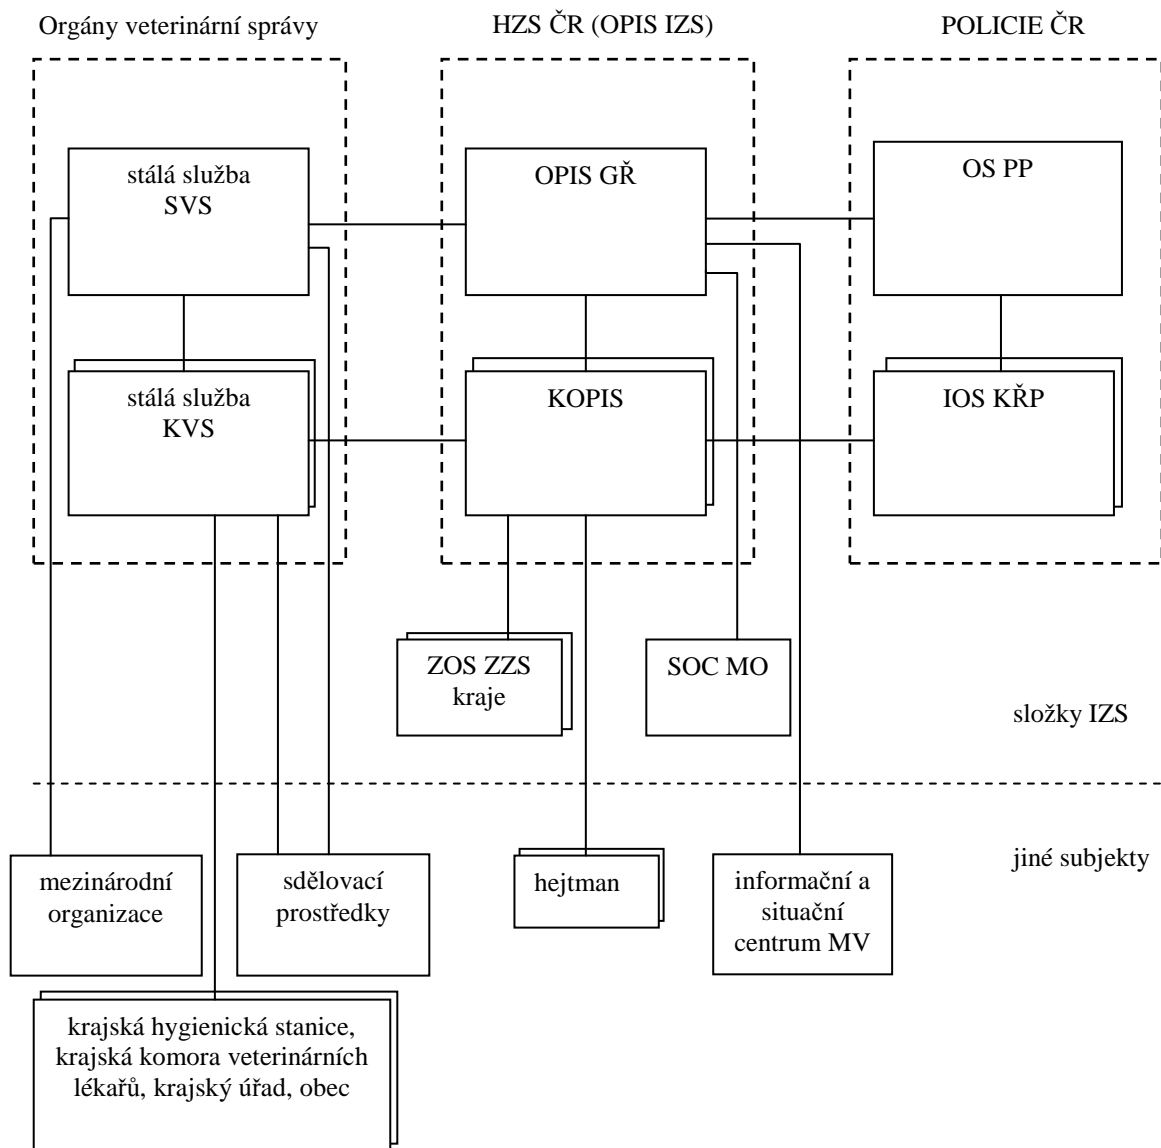 Orgány veterinární správy
HZS ČR (OPIS IZS)
POLICIE ČR
stálá služba
SVS
OPIS GŘ
OS PP
stálá služba
KVS
KOPIS
IOS KŘP
ZOS ZZS
kraje
SOC MO
složky IZS
jiné subjekty
mezinárodní
organizace
sdělovací
prostředky
hejtman
informační a
situační
centrum MV
krajská hygienická stanice,
krajská komora veterinárních
lékařů, krajský úřad, obec